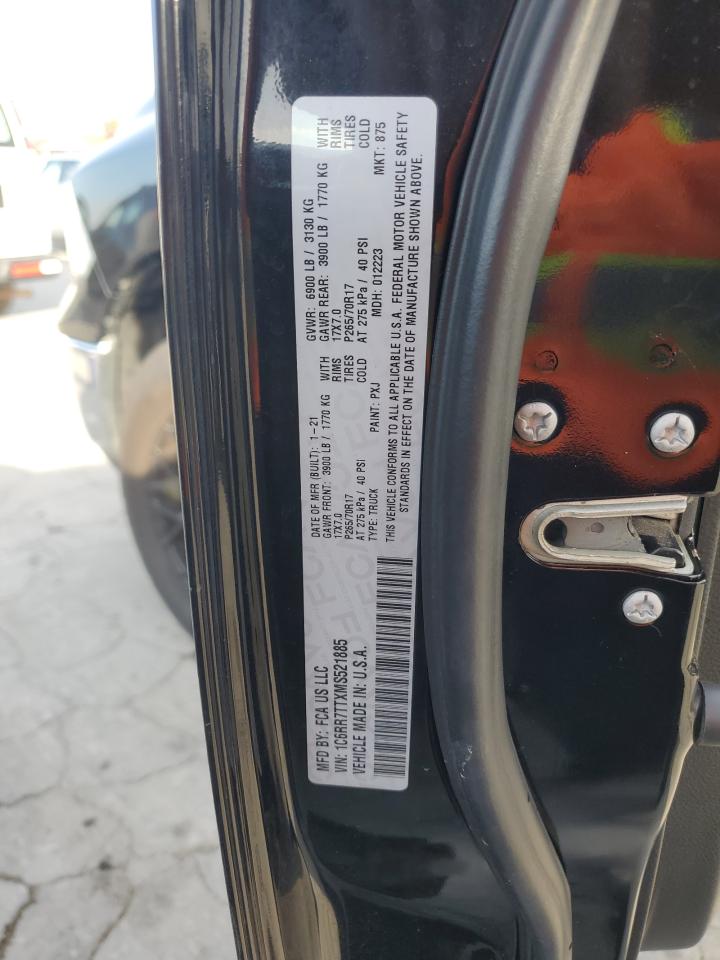 MFD BY: FCA US LLC
DATE OF MFR (BUILT): 1-21
GVWR: 6900 LB / 3130 KG
GAWR FRONT: 3900 LB / 1770 KG WITH
GAWR REAR: 3900 LB / 1770 KG WITH
17X7.0 RIMS
17X7.0 RIMS
P265/70R17 TIRES
P265/70R17 TIRES
AT 275 kPa / 40 PSI COLD
AT 275 kPa / 40 PSI COLD
VIN: 1C6RR7TTXMS521885
TYPE: TRUCK
PAINT: PXJ
MDH: 012223
MKT: 875
VEHICLE MADE IN: U.S.A.
THIS VEHICLE CONFORMS TO ALL APPLICABLE U.S.A. FEDERAL MOTOR VEHICLE SAFETY
STANDARDS IN EFFECT ON THE DATE OF MANUFACTURE SHOWN ABOVE.